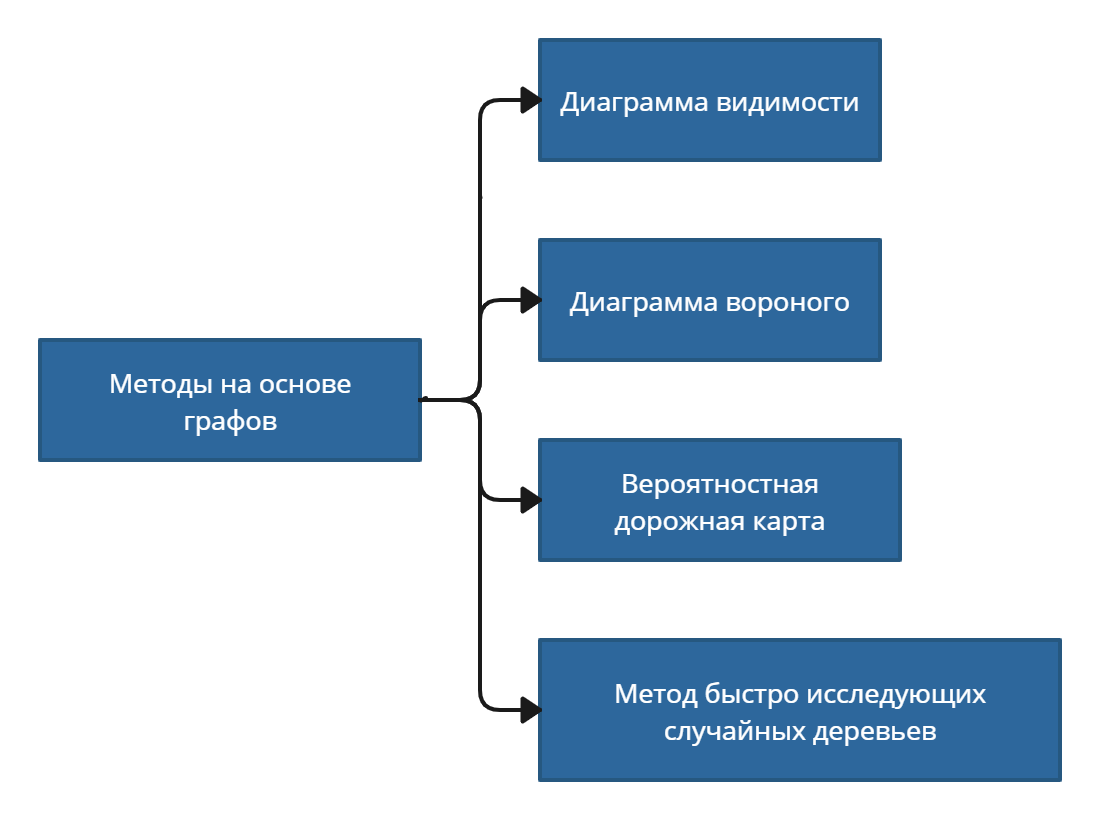 Диаграмма видимости
Диаграмма вороного
Методы на основе
графов
Вероятностная
дорожная карта
Метод быстро исследующих
случайных деревьев